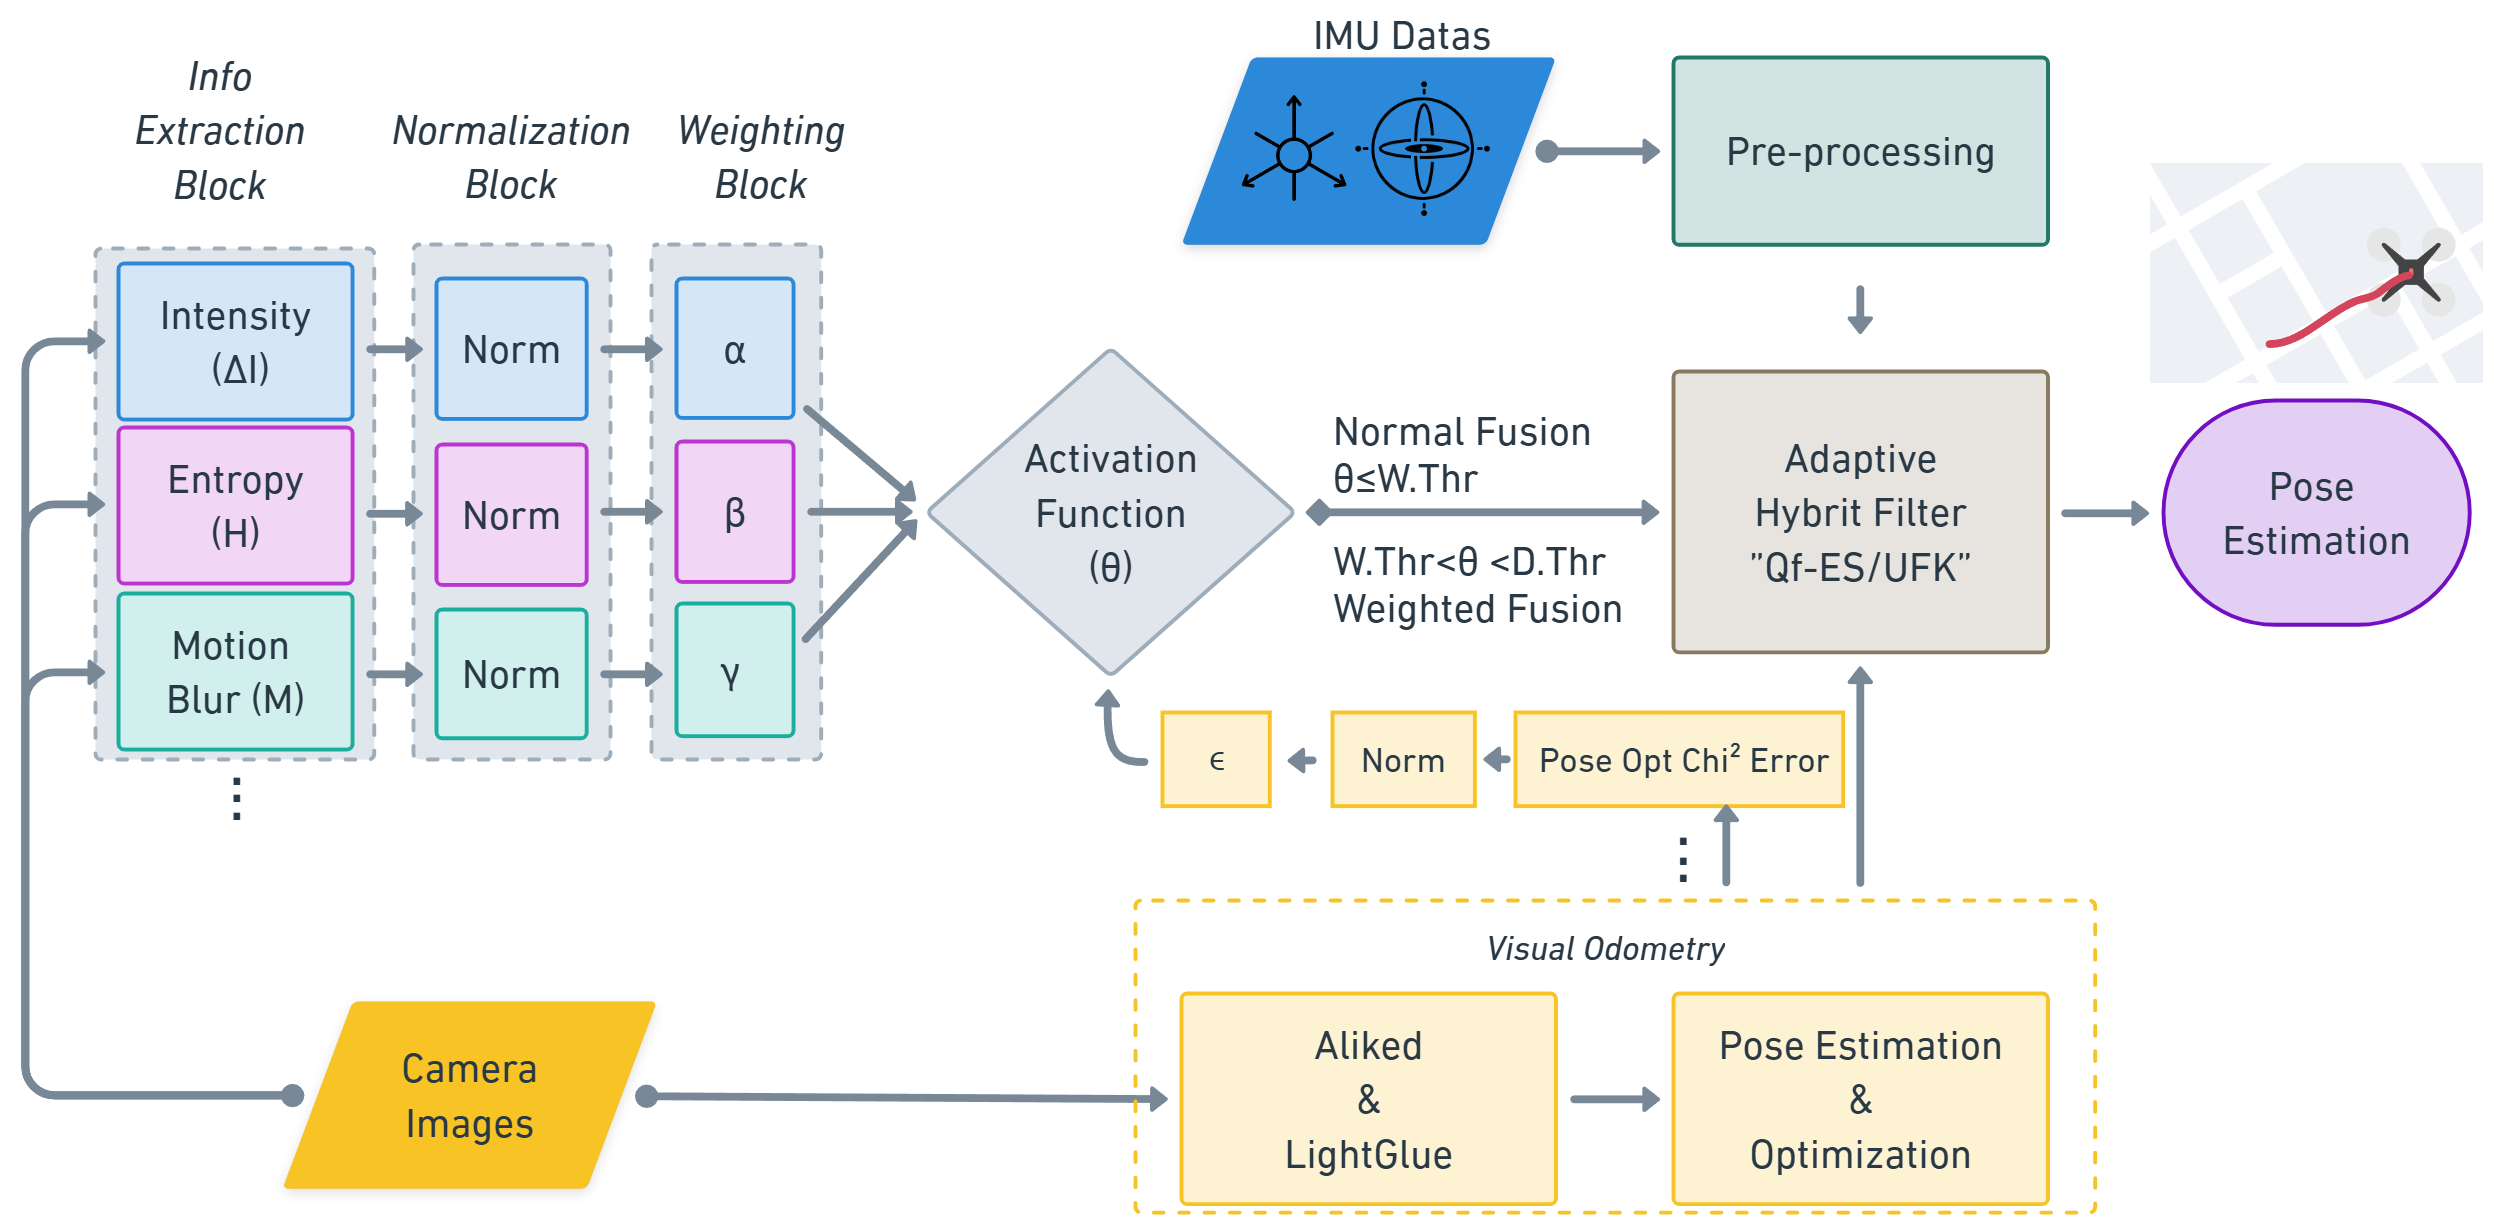 IMU Datas
Info
Extraction
Block
Normalization
Block
Weighting
Block
Pre-processing
Intensity
(ΔI)
Norm
α
Entropy
(H)
Norm
β
Motion
Blur (M)
Norm
γ
Activation
Function
(θ)
Normal Fusion
θ≤W.Thr
W.Thr<θ <D.Thr
Weighted Fusion
Adaptive
Hybrit Filter
”Qf-ES/UFK”
Pose
Estimation
ϵ
Norm
Pose Opt Chi² Error
Visual Odometry
Camera
Images
Aliked
&
LightGlue
Pose Estimation
&
Optimization